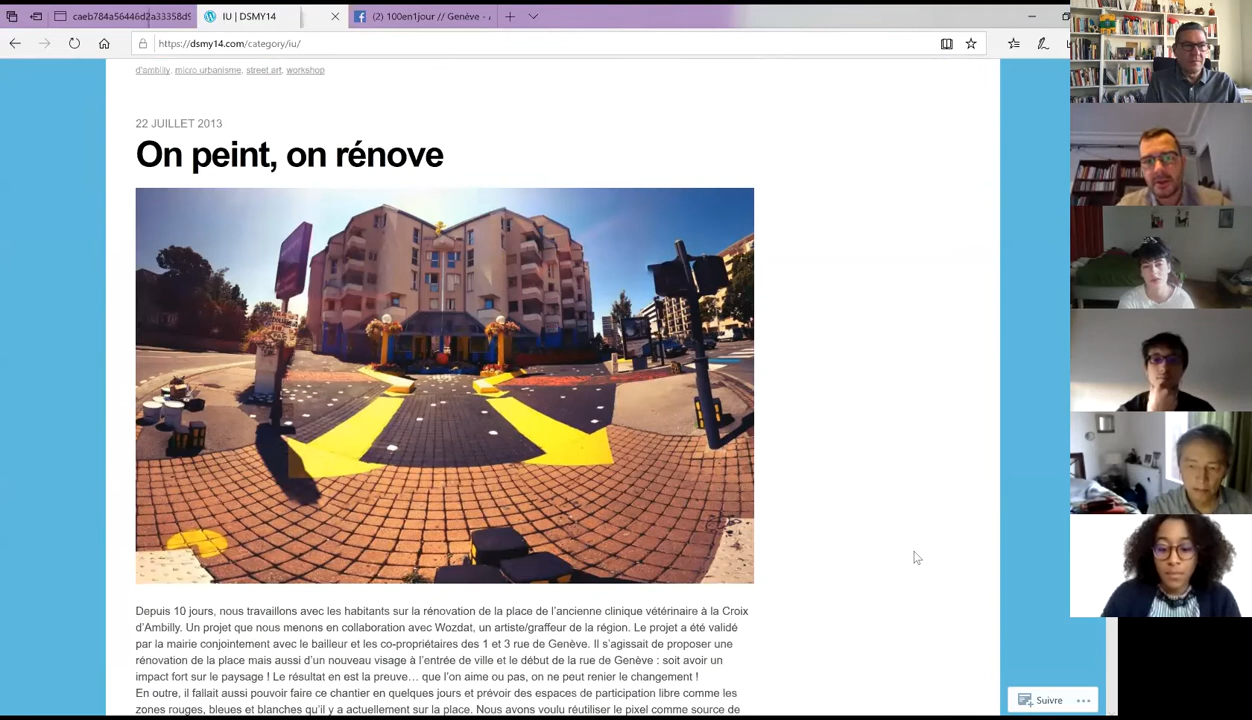 caeb784a56446d2a33358d9
IU | DSMY14
(2) 100en1jour // Genève - 
https://dsmy14.com/category/iu/
d'ambilly, micro urbanisme, street art, workshop
22 JUILLET 2013
On peint, on rénove
Depuis 10 jours, nous travaillons avec les habitants sur la rénovation de la place de l'ancienne clinique vétérinaire à la Croix
d'Ambilly. Un projet que nous menons en collaboration avec Wozdat, un artiste/graffeur de la région. Le projet a été validé
par la mairie conjointement avec le bailleur et les co-propriétaires des 1 et 3 rue de Genève. Il s'agissait de proposer une
rénovation de la place mais aussi d'un nouveau visage à l'entrée de ville et le début de la rue de Genève : soit avoir un
impact fort sur le paysage ! Le résultat en est la preuve… que l'on aime ou pas, on ne peut renier le changement !
En outre, il fallait aussi pouvoir faire ce chantier en quelques jours et prévoir des espaces de participation libre comme les
zones rouges, bleues et blanches qu'il y a actuellement sur la place. Nous avons voulu réutiliser le pixel comme source de
Suivre